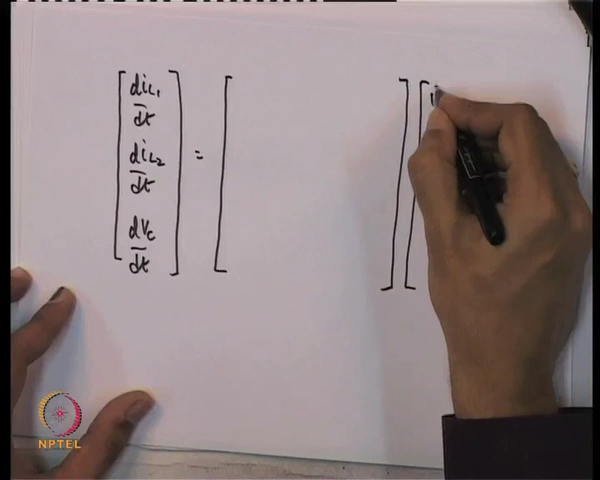 diL1/dt
diL2/dt =
dVc/dt
i
NPTEL